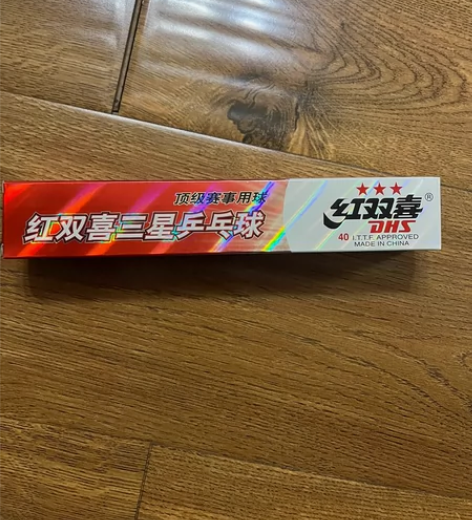 顶级赛事用球
红双喜三星乒乓球
红双喜®
DHS
40 I.T.T.F. APPROVED
MADE IN CHINA